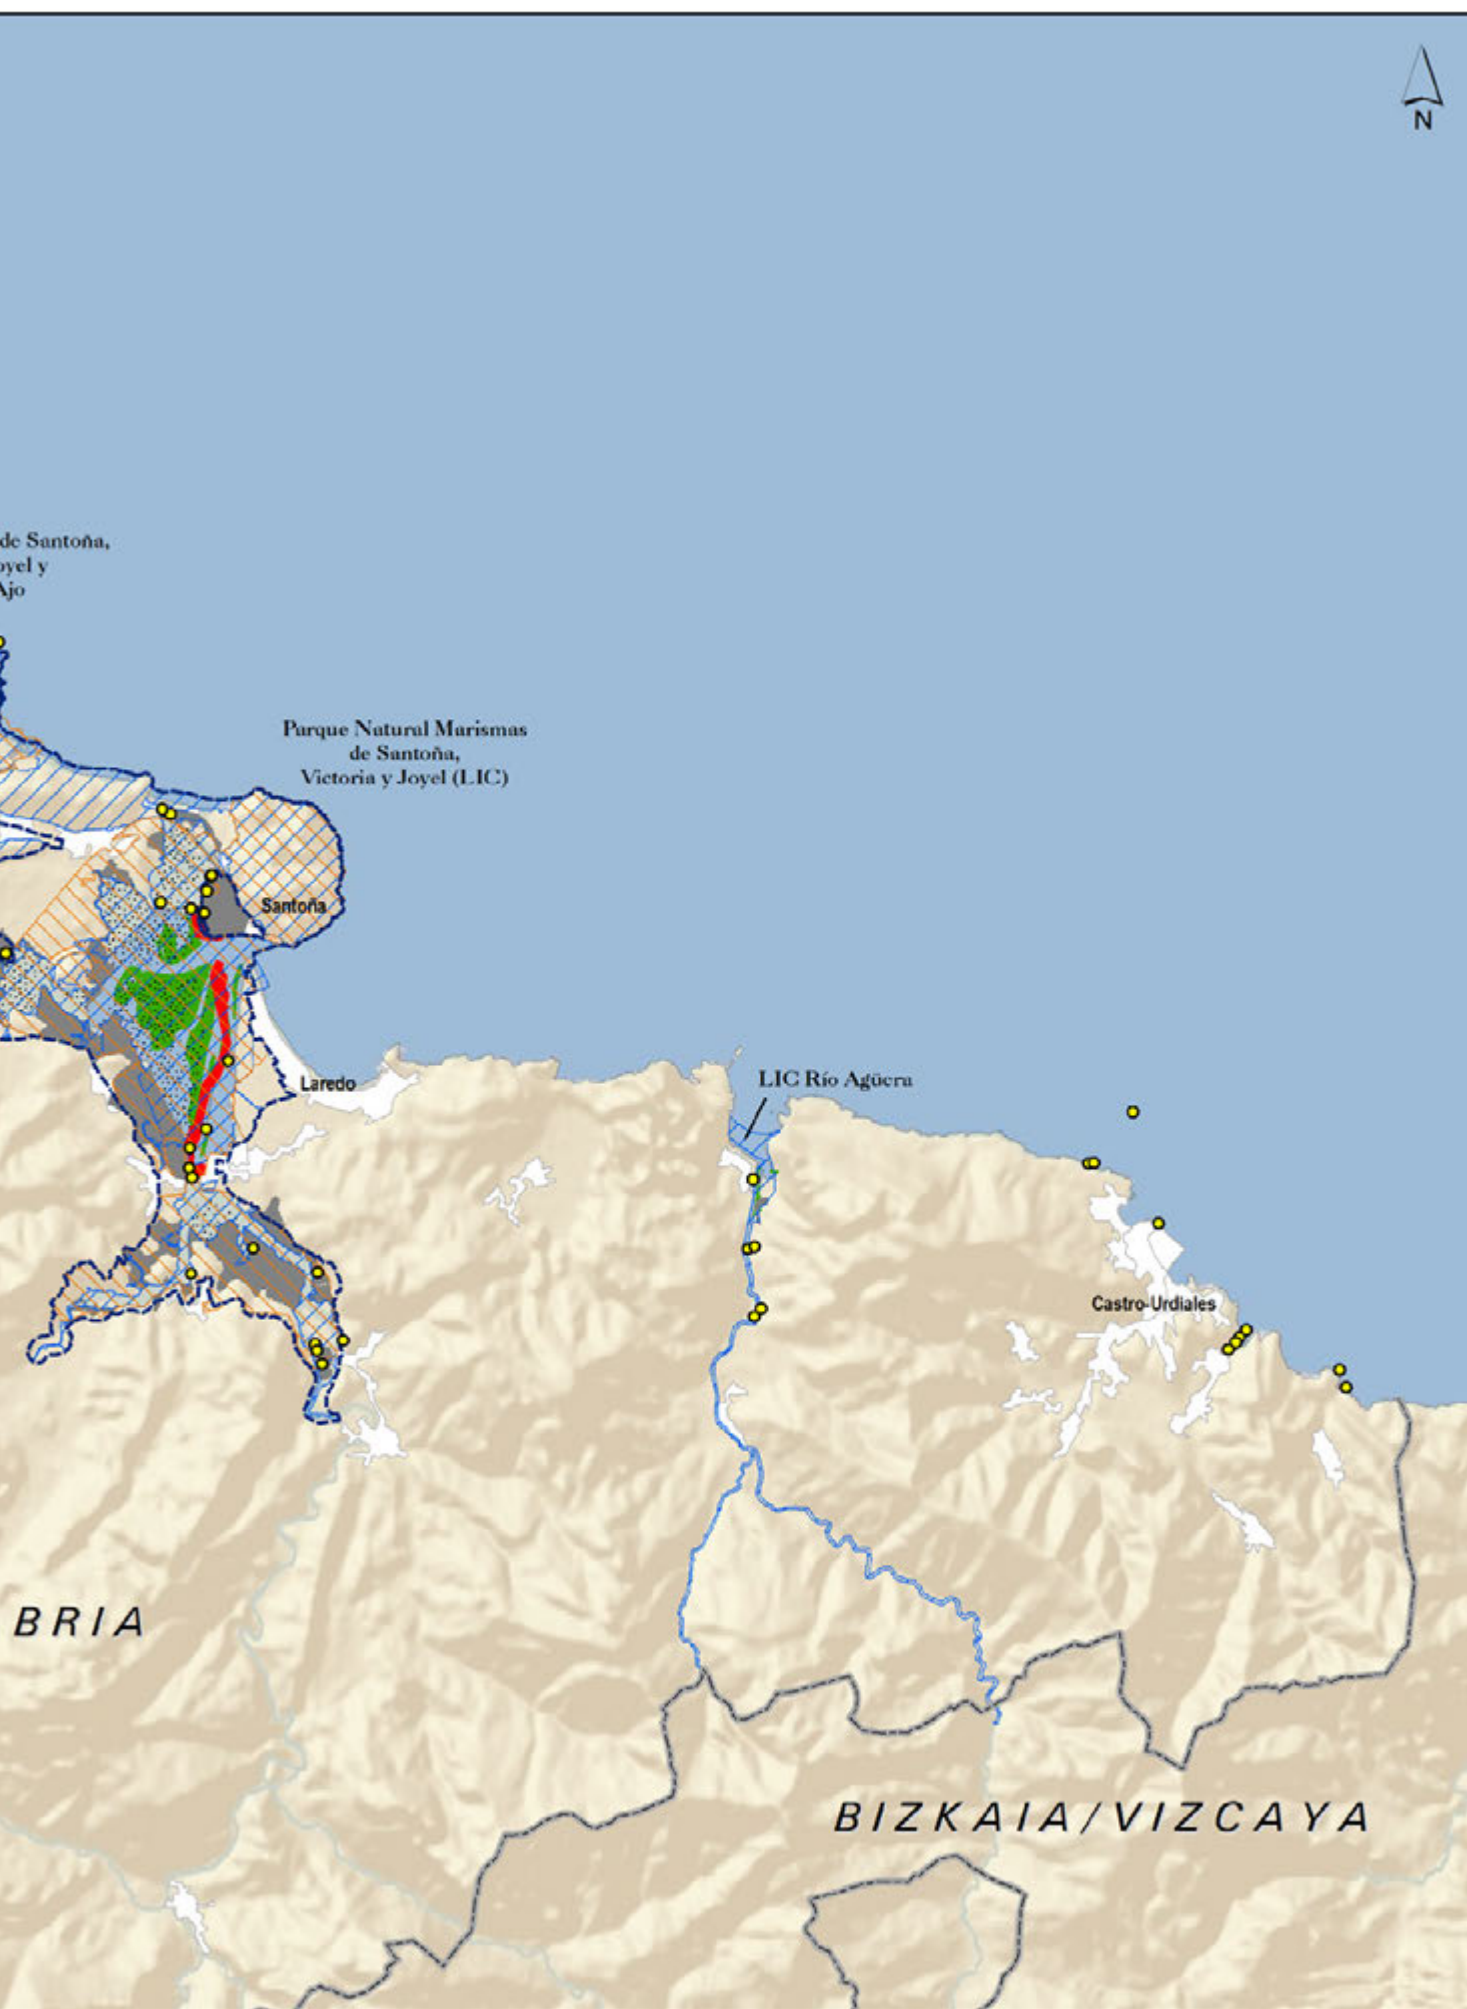 N
de Santoña,
oyel y
Ajo
Parque Natural Marismas
de Santoña,
Victoria y Joyel (LIC)
Santoña
Laredo
LIC Río Agüera
Castro-Urdiales
BRIA
BIZKAIA/VIZCAYA